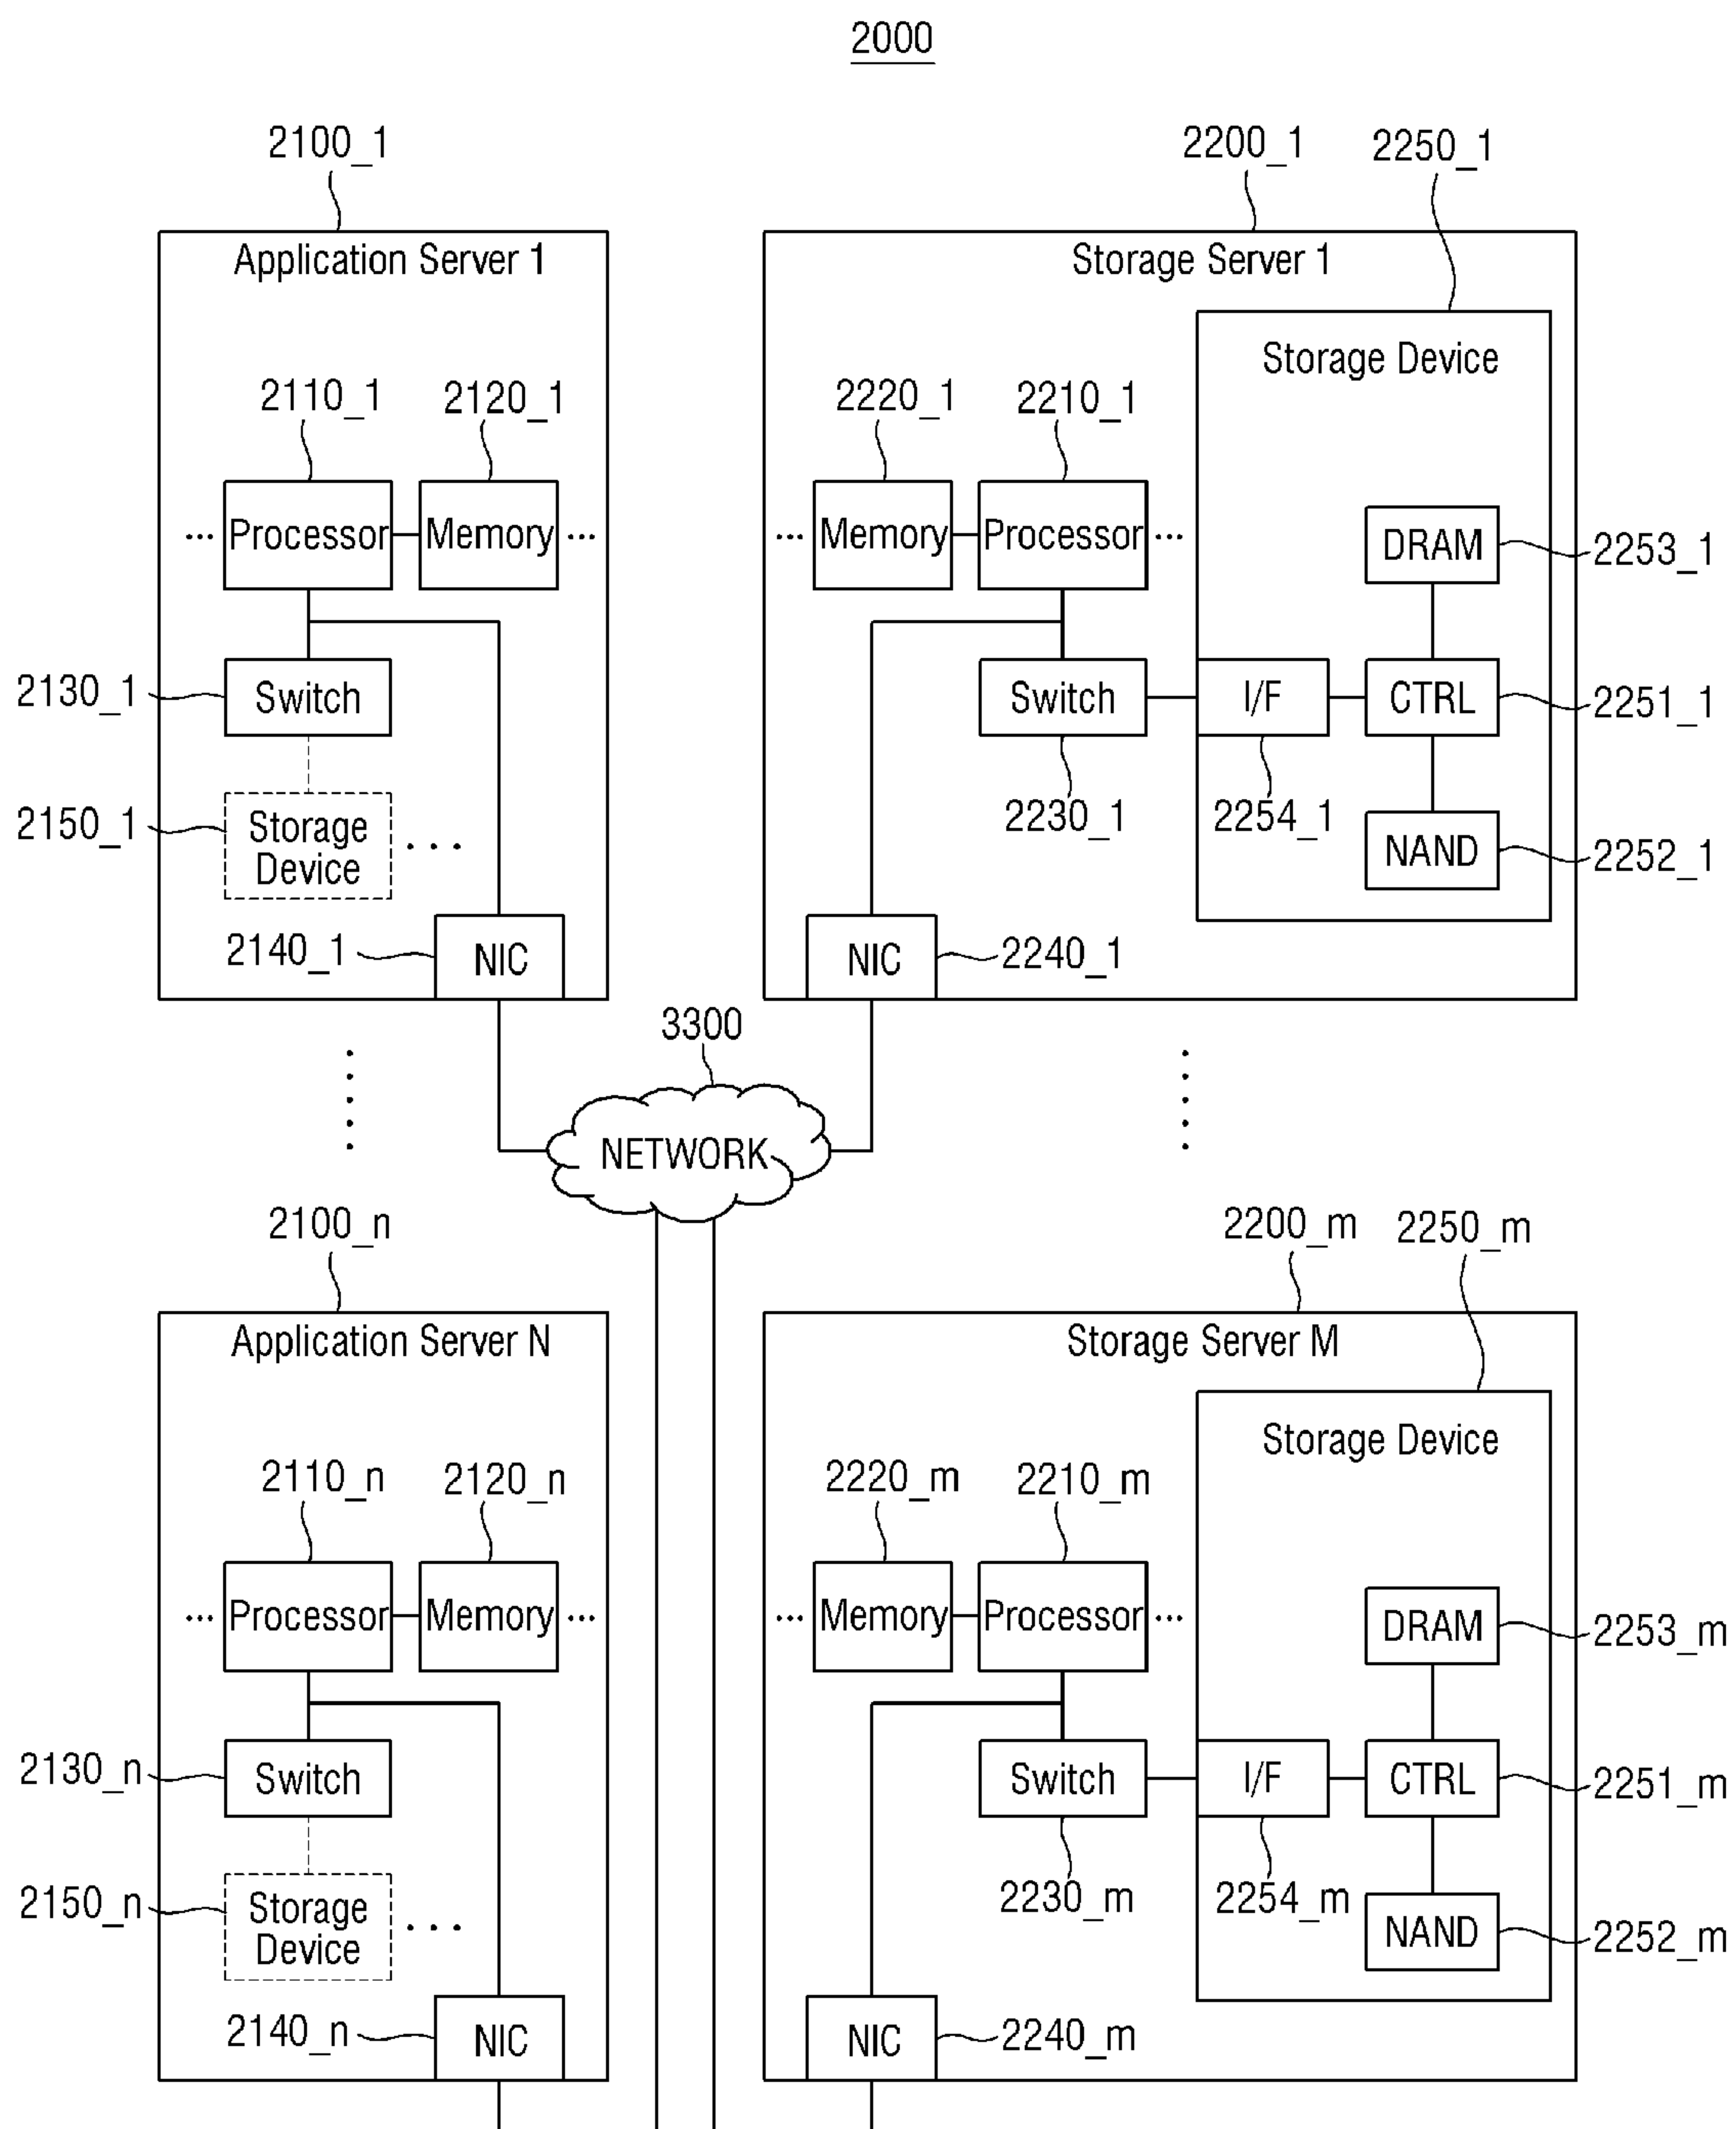 2000
2100_1
2200_1
2250_1
Application Server 1
Storage Server 1
Storage Device
2110_1
2120_1
2220_1
2210_1
... Processor Memory ...
... Memory Processor ...
DRAM
2253_1
2130_1
Switch
Switch
I/F
CTRL
2251_1
2150_1
Storage
Device
...
2230_1
2254_1
NAND
2252_1
2140_1
NIC
NIC
2240_1
3300
NETWORK
2100_n
2200_m
2250_m
Application Server N
Storage Server M
Storage Device
2110_n
2120_n
2220_m
2210_m
... Processor Memory ...
... Memory Processor ...
DRAM
2253_m
2130_n
Switch
Switch
I/F
CTRL
2251_m
2150_n
Storage
Device
...
2230_m
2254_m
NAND
2252_m
2140_n
NIC
NIC
2240_m